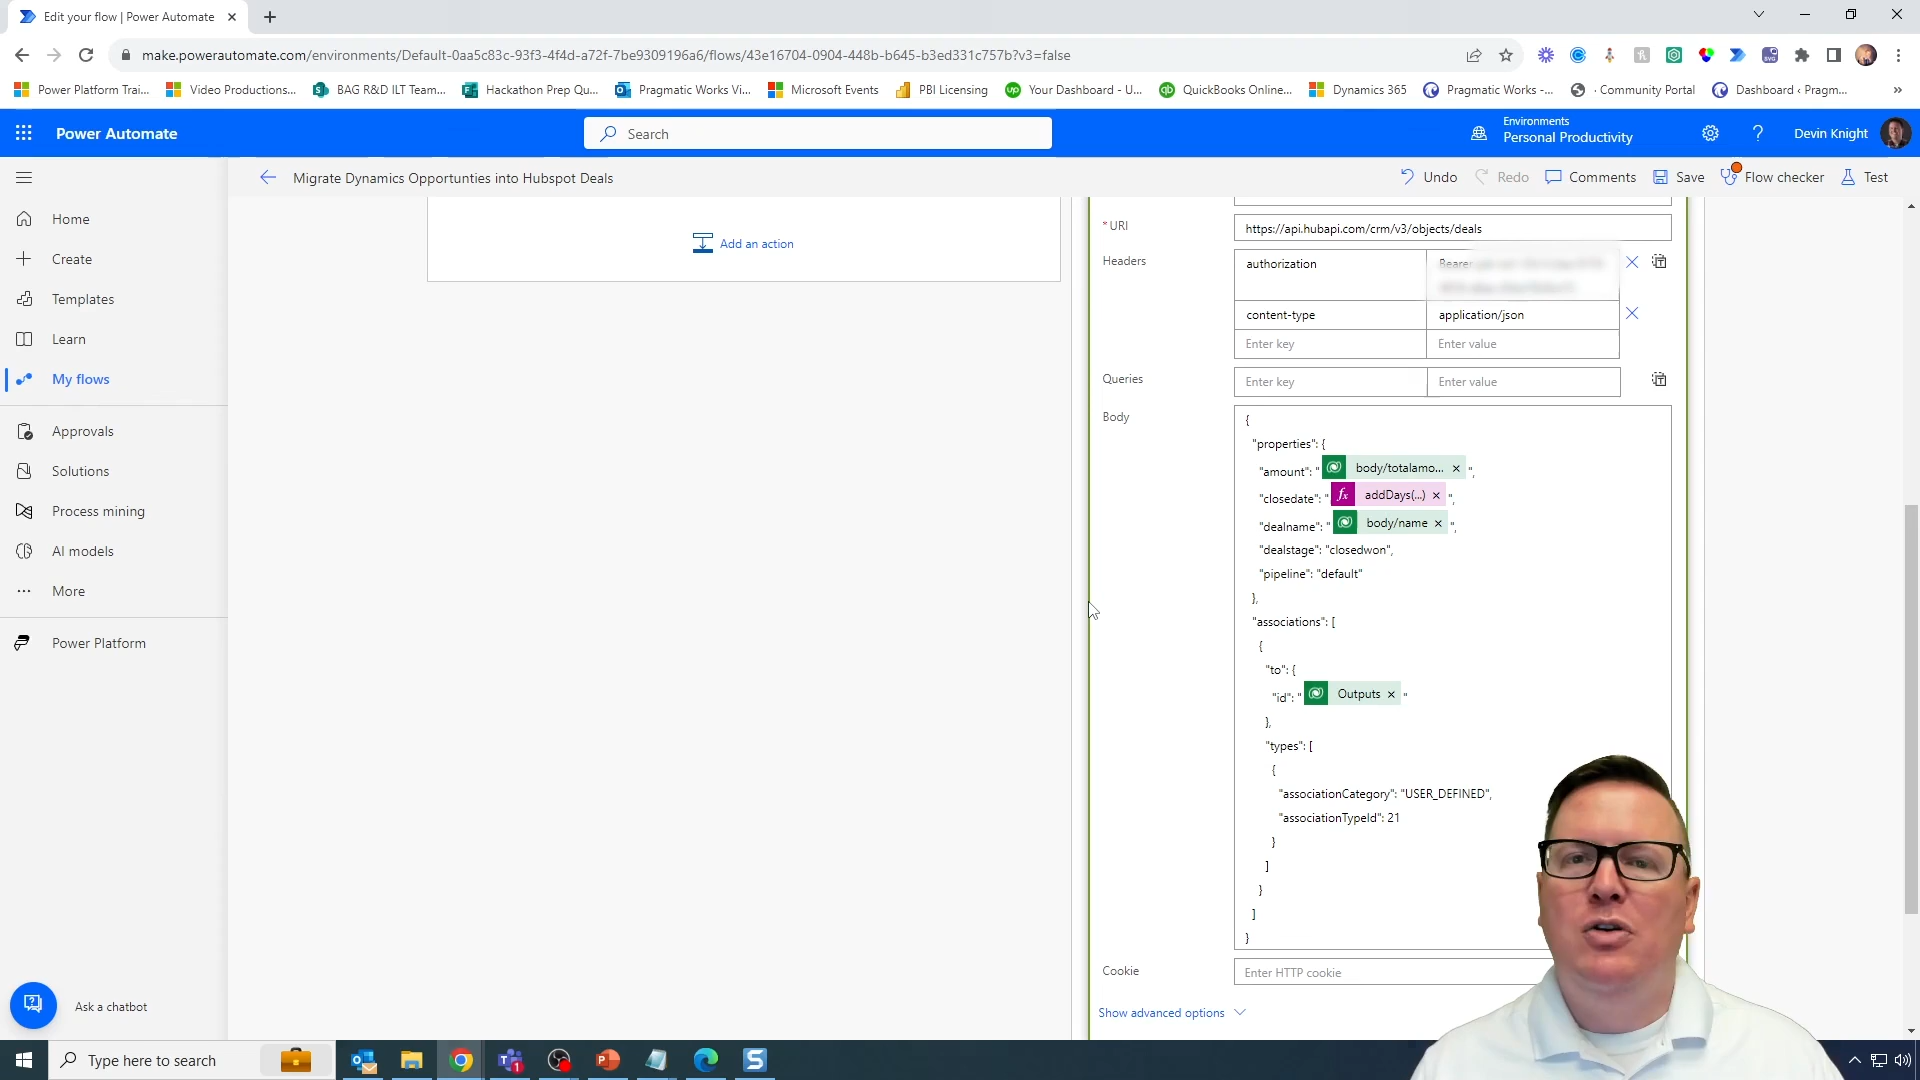 Edit your flow | Power Automate
make.powerautomate.com/environments/Default-0aa5c83c-93f3-4f4d-a72f-7be9309196a6/flows/43e16704-0904-448b-b645-b3ed331c757b?v3=false
Power Platform Trai... Video Productions... BAG R&D ILT Team... Hackathon Prep Qu... Pragmatic Works Vi... Microsoft Events PBI Licensing Your Dashboard - U... QuickBooks Online... Dynamics 365 Pragmatic Works -... · Community Portal Dashboard ‹ Pragm... »
Power Automate
Search
Environments
Personal Productivity
Devin Knight
Migrate Dynamics Opportunties into Hubspot Deals
Undo Redo Comments Save Flow checker Test
Home
Create
Templates
Learn
My flows
Approvals
Solutions
Process mining
AI models
More
Power Platform
Ask a chatbot
Add an action
* URI https://api.hubapi.com/crm/v3/objects/deals
Headers authorization Bearer
content-type application/json
Enter key Enter value
Queries Enter key Enter value
Body
{
"properties": {
"amount": " body/totalamo... × ",
"closedate": " fx addDays(...) × ",
"dealname": " body/name × ",
"dealstage": "closedwon",
"pipeline": "default"
},
"associations": [
{
"to": {
"id": " Outputs × "
},
"types": [
{
"associationCategory": "USER_DEFINED",
"associationTypeId": 21
}
]
}
]
}
Cookie Enter HTTP cookie
Show advanced options
Type here to search